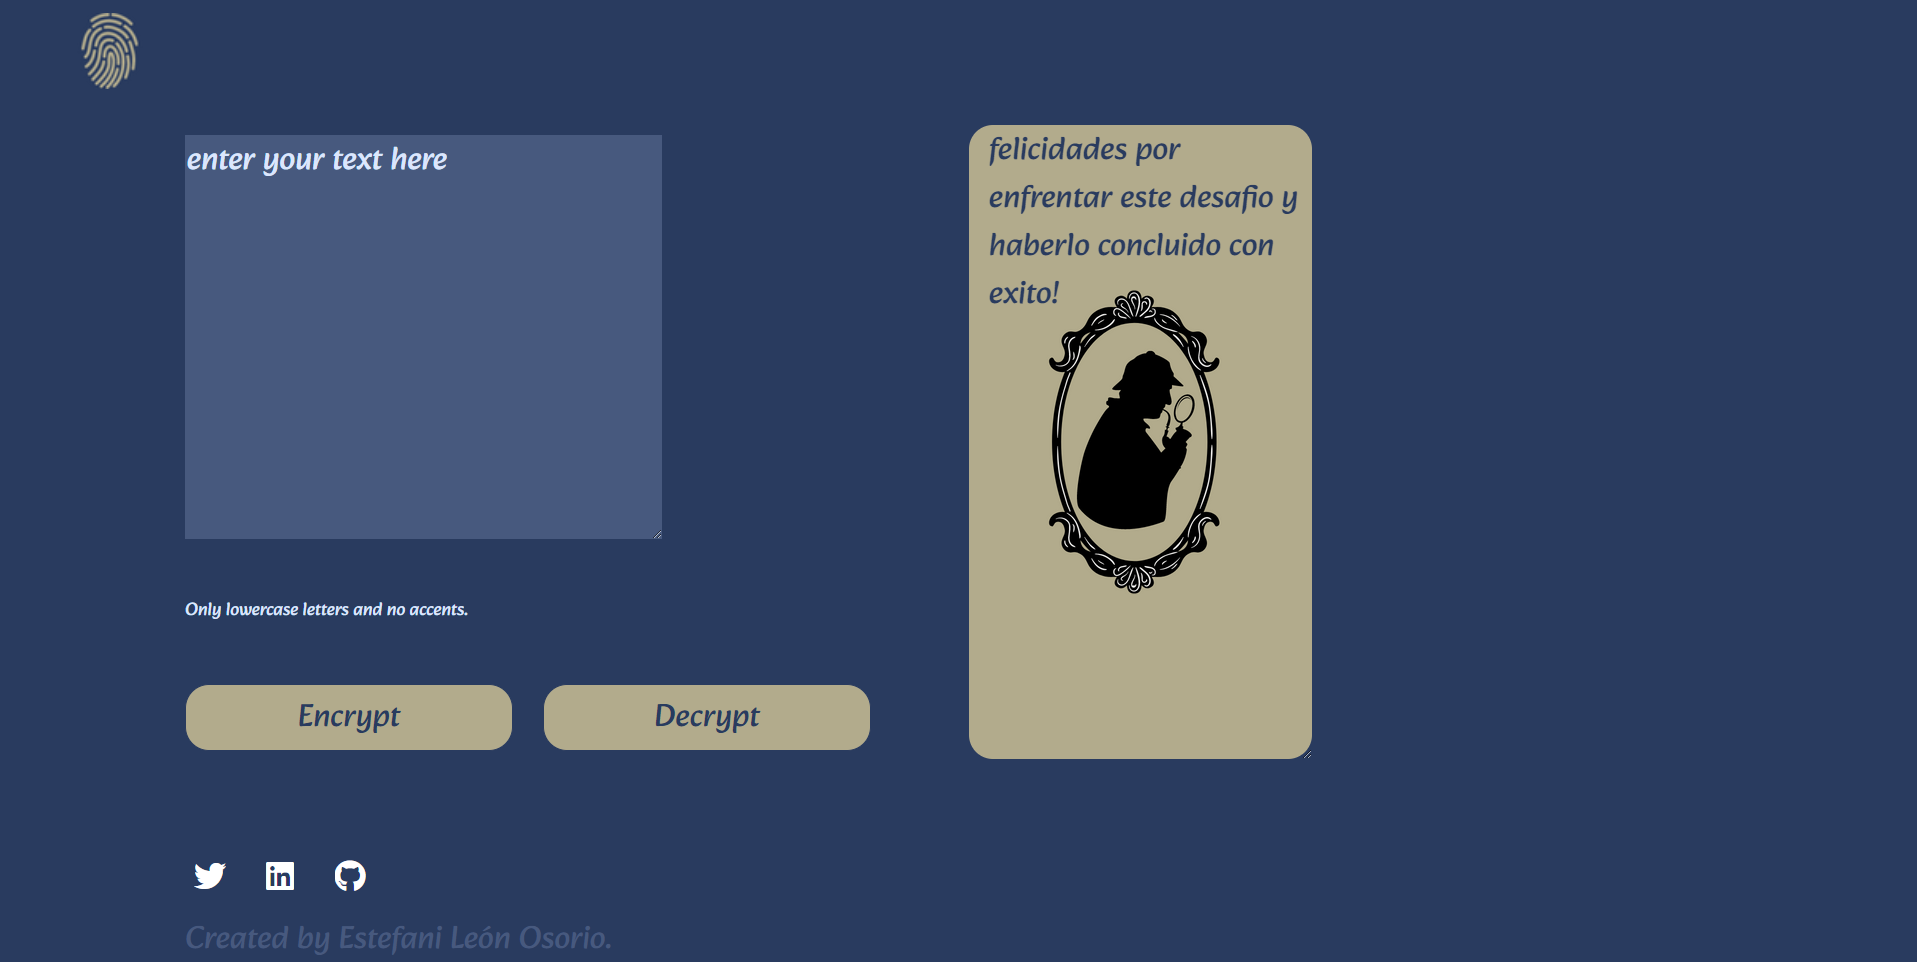 enter your text here
Only lowercase letters and no accents.
Encrypt
Decrypt
felicidades por
enfrentar este desafio y
haberlo concluido con
exito!
in
Created by Estefani León Osorio.